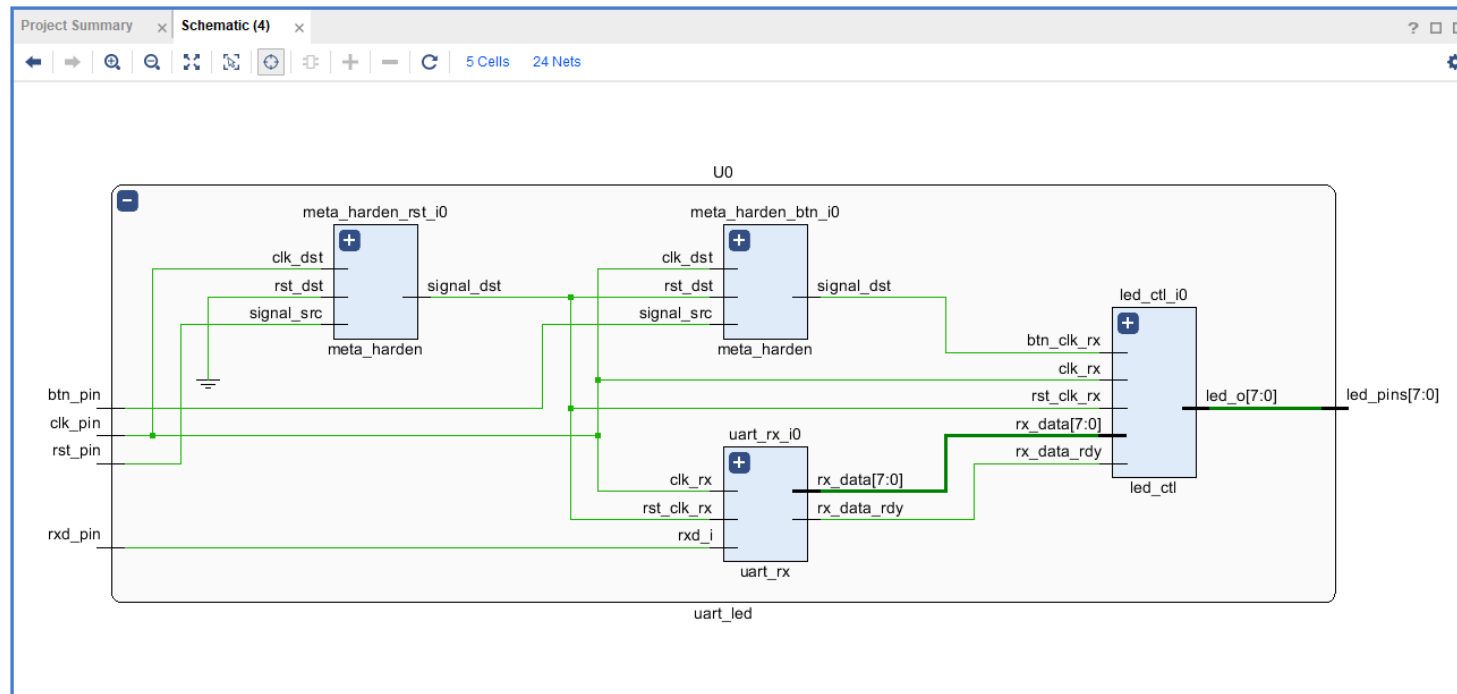 Project Summary × Schematic (4) × ?
5 Cells 24 Nets
U0
meta_harden_rst_i0
clk_dst
rst_dst
signal_src
signal_dst
meta_harden
meta_harden_btn_i0
clk_dst
rst_dst
signal_src
signal_dst
meta_harden
led_ctl_i0
btn_clk_rx
clk_rx
rst_clk_rx
rx_data[7:0]
rx_data_rdy
led_o[7:0]
led_ctl
led_pins[7:0]
btn_pin
clk_pin
rst_pin
rxd_pin
uart_rx_i0
clk_rx
rst_clk_rx
rxd_i
rx_data[7:0]
rx_data_rdy
uart_rx
uart_led